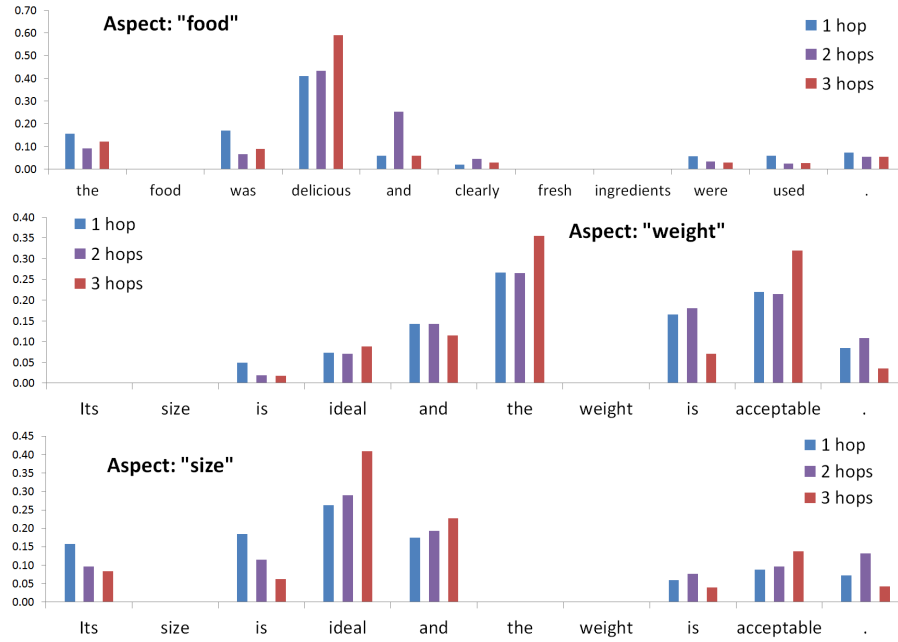 Aspect: "food"
1 hop
2 hops
3 hops
0.70
0.60
0.50
0.40
0.30
0.20
0.10
0.00
the food was delicious and clearly fresh ingredients were used .
Aspect: "weight"
1 hop
2 hops
3 hops
0.40
0.35
0.30
0.25
0.20
0.15
0.10
0.05
0.00
Its size is ideal and the weight is acceptable .
Aspect: "size"
1 hop
2 hops
3 hops
0.45
0.40
0.35
0.30
0.25
0.20
0.15
0.10
0.05
0.00
Its size is ideal and the weight is acceptable .